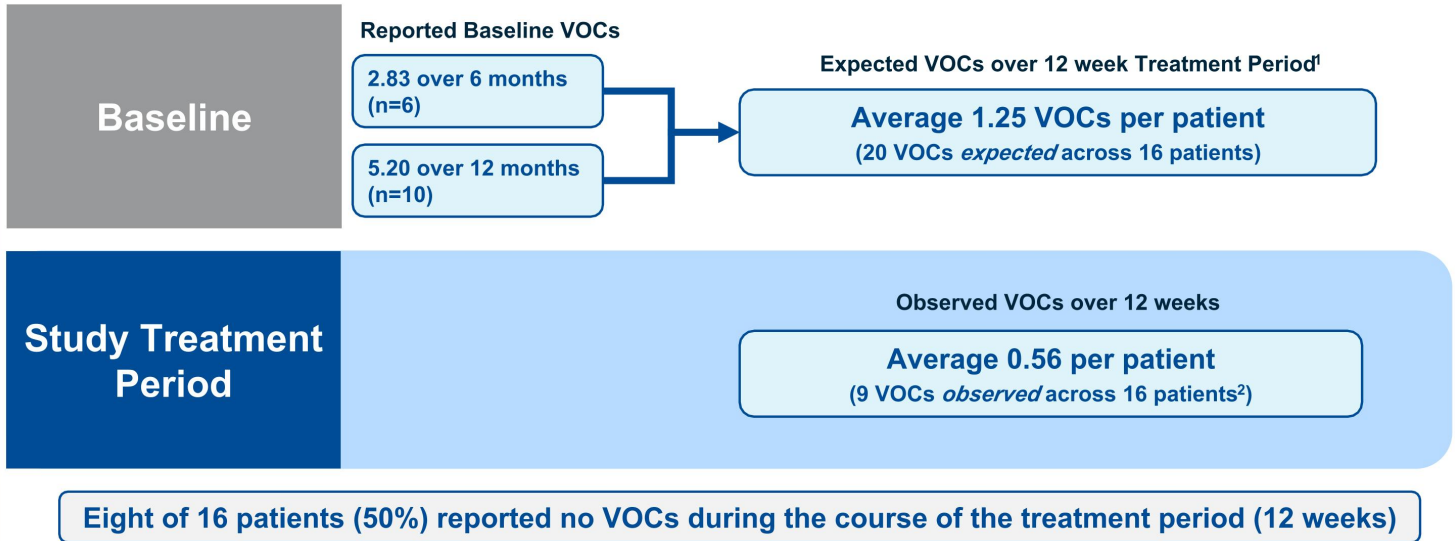 Baseline
Reported Baseline VOCs
2.83 over 6 months
(n=6)
5.20 over 12 months
(n=10)
Expected VOCs over 12 week Treatment Period¹
Average 1.25 VOCs per patient
(20 VOCs expected across 16 patients)
Study Treatment
Period
Observed VOCs over 12 weeks
Average 0.56 per patient
(9 VOCs observed across 16 patients²)
Eight of 16 patients (50%) reported no VOCs during the course of the treatment period (12 weeks)